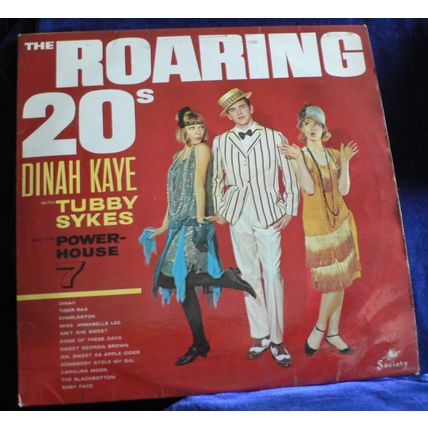 THE ROARING
20s
DINAH KAYE
WITH TUBBY
SYKES
AND THE POWER-
HOUSE
7
DINAH
TIGER RAG
CHARLESTON
MISS ANNABELLE LEE
AIN'T SHE SWEET
SOME OF THESE DAYS
SWEET GEORGIA BROWN
IDA, SWEET AS APPLE CIDER
SOMEBODY STOLE MY GAL
CAROLINA MOON
THE BLACKBOTTOM
BABY FACE
Society